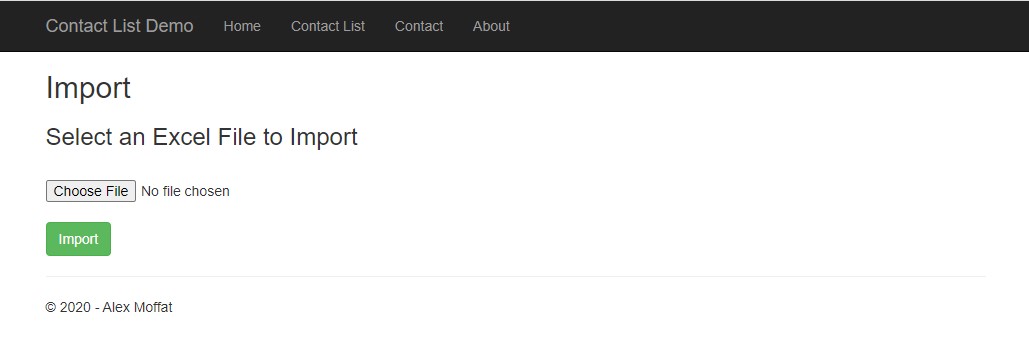 Contact List Demo Home Contact List Contact About
Import
Select an Excel File to Import
Choose File No file chosen
Import
© 2020 - Alex Moffat